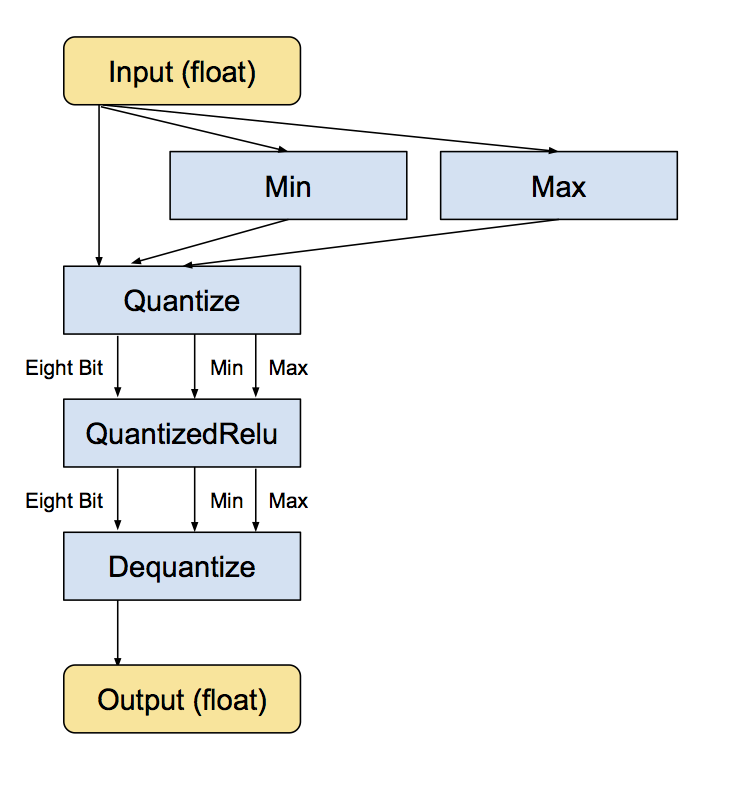 Input (float)
Min
Max
Quantize
Eight Bit
Min
Max
QuantizedRelu
Eight Bit
Min
Max
Dequantize
Output (float)